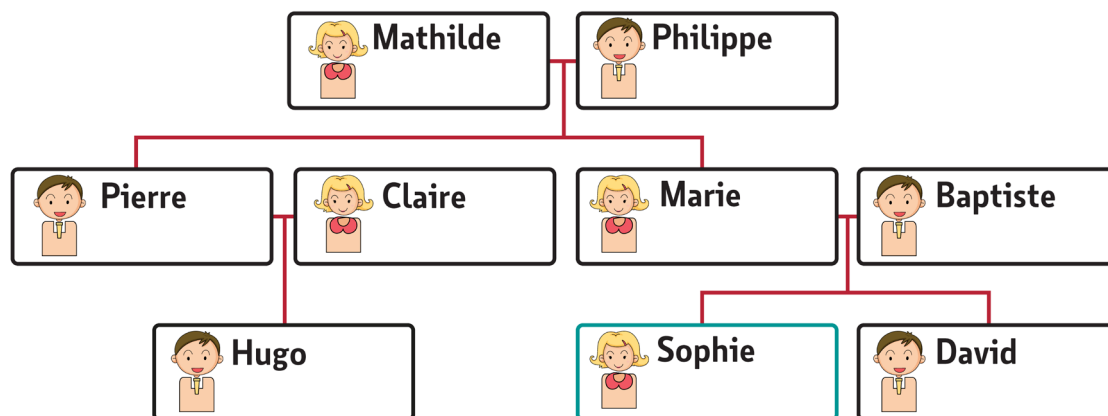 Mathilde
Philippe
Pierre
Claire
Marie
Baptiste
Hugo
Sophie
David